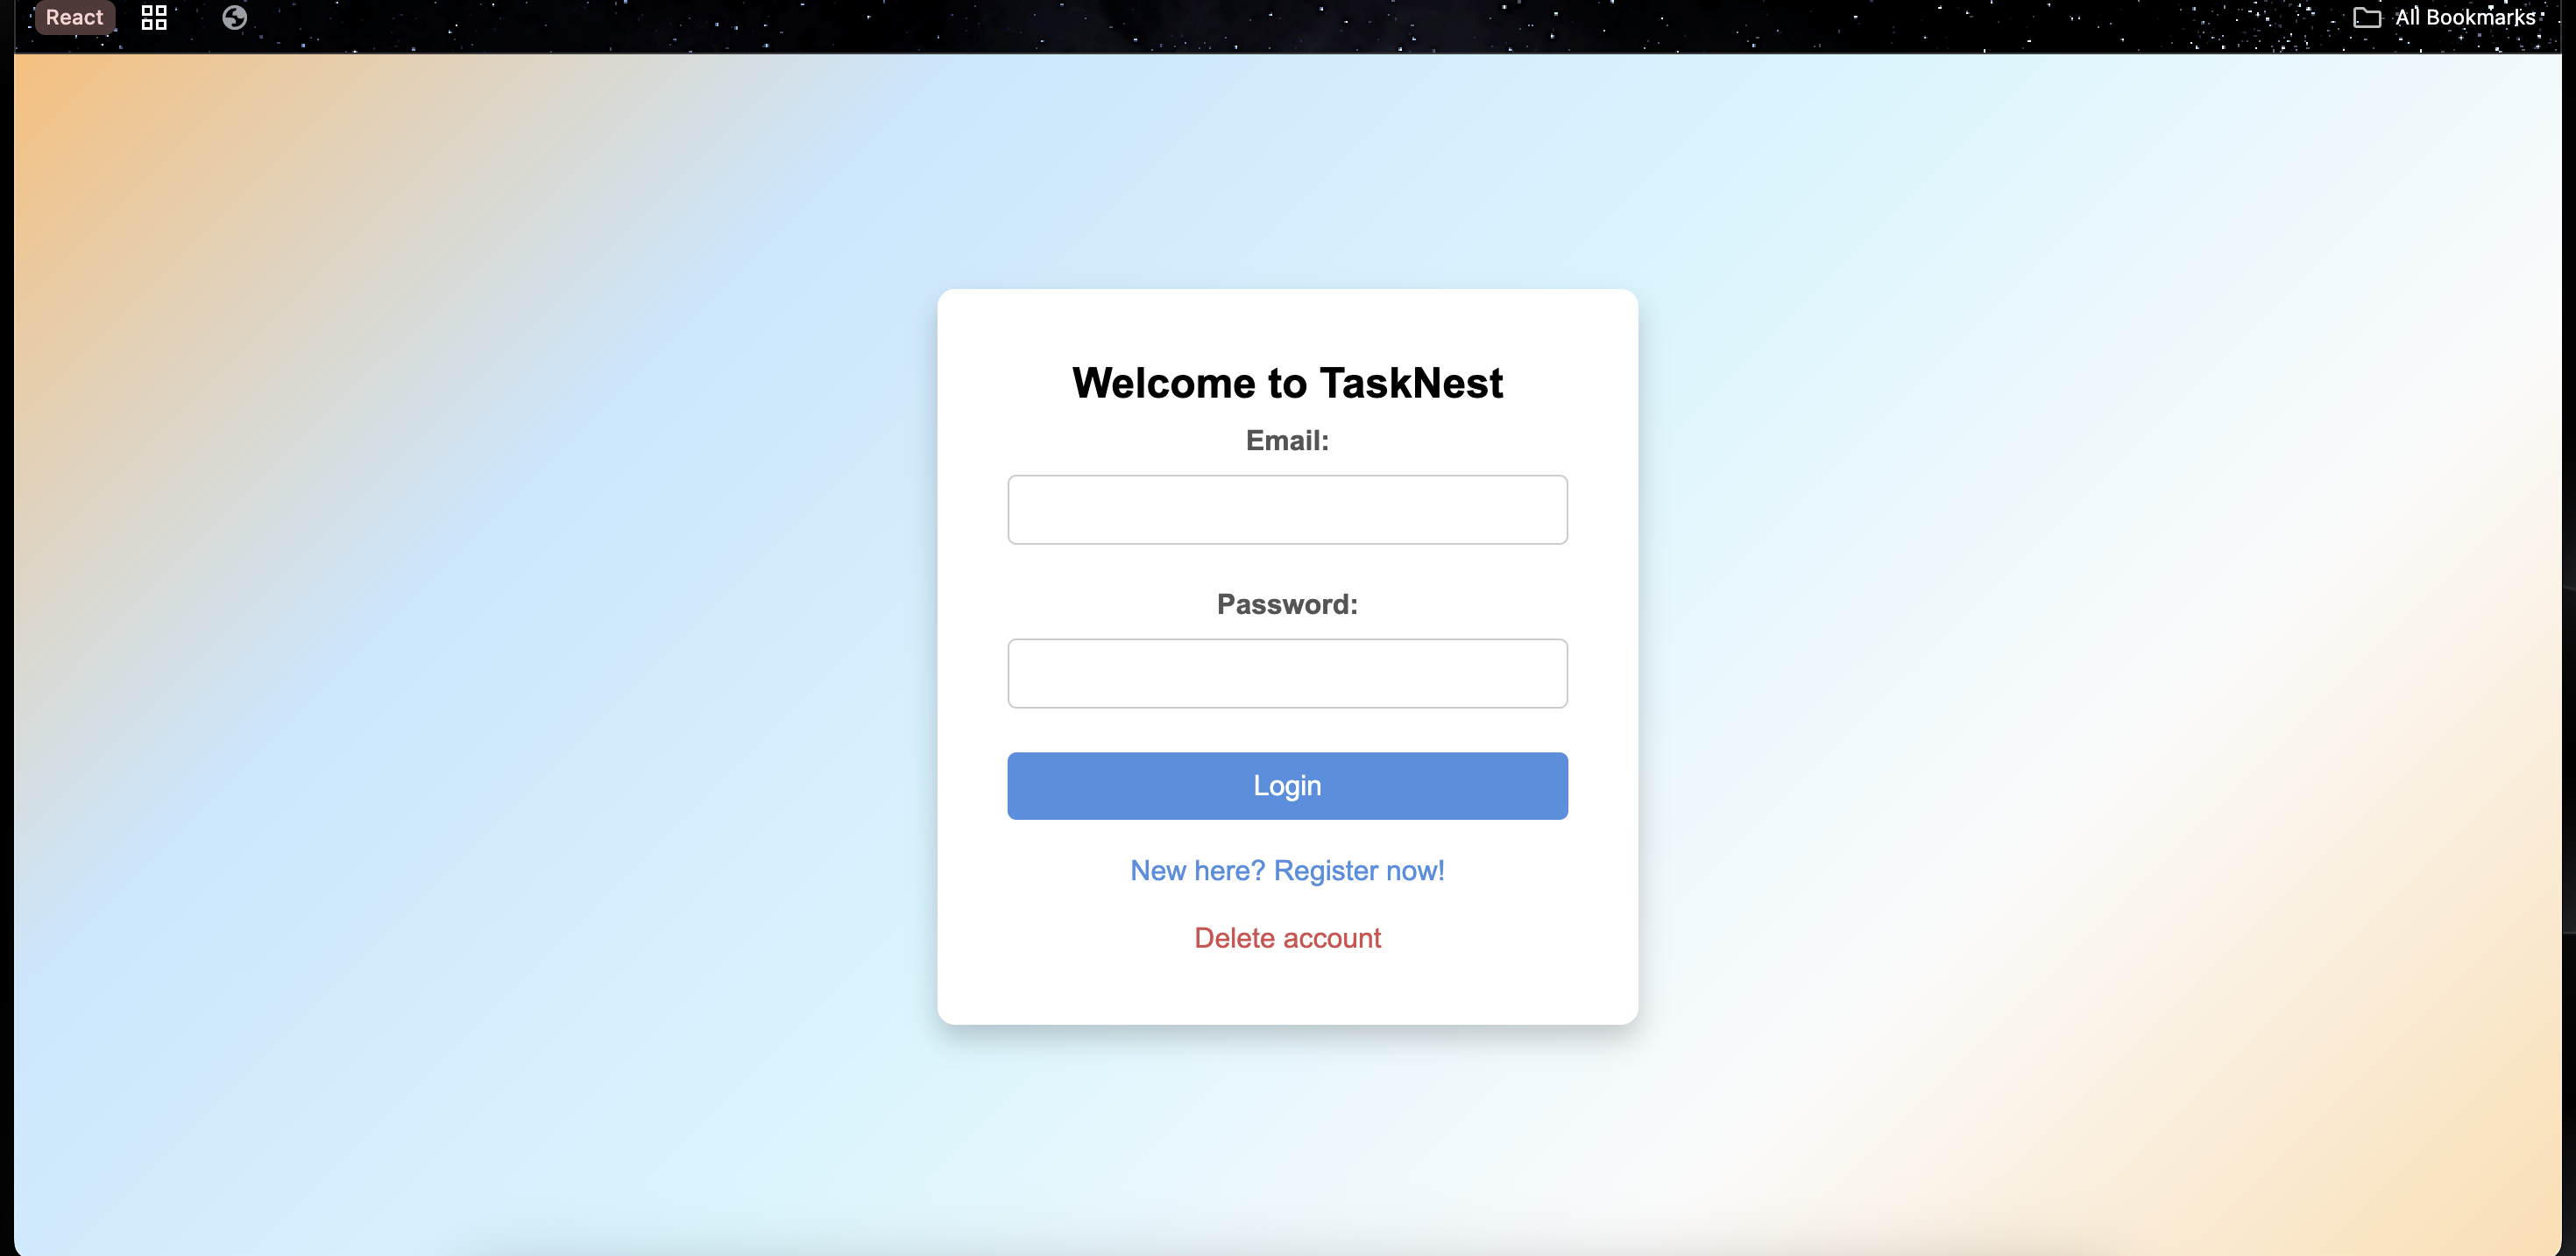 React
All Bookmarks
Welcome to TaskNest
Email:
Password:
Login
New here? Register now!
Delete account